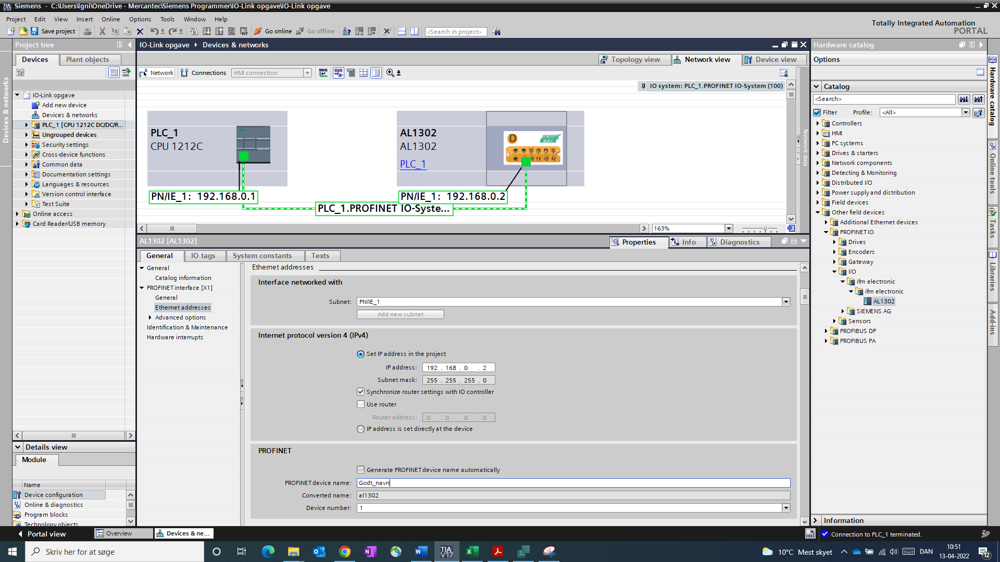 Siemens - C:\Users\Igni\OneDrive - Mercantec\Siemens Programmer\IO-Link opgave\IO-Link opgave
Project Edit View Insert Online Options Tools Window Help
Totally Integrated Automation
PORTAL
Save project Go online Go offline <Search in project>
Project tree
IO-Link opgave Devices & networks
Hardware catalog
Devices Plant objects
Topology view Network view Device view
Options
Network Connections HMI connection
IO system: PLC_1.PROFINET IO-System (100)
Devices & networks
IO-Link opgave
Add new device
Devices & networks
PLC_1 [CPU 1212C DC/DC/R...
Ungrouped devices
Security settings
Cross-device functions
Common data
Documentation settings
Languages & resources
Version control interface
Test Suite
Online access
Card Reader/USB memory
PLC_1
CPU 1212C
AL1302
AL1302
PLC_1
PN/IE_1: 192.168.0.1
PN/IE_1: 192.168.0.2
PLC_1.PROFINET IO-Syste...
163%
Network data
Catalog
<Search>
Filter Profile: <All>
Controllers
HMI
PC systems
Drives & starters
Network components
Detecting & Monitoring
Distributed I/O
Power supply and distribution
Field devices
Other field devices
Additional Ethernet devices
PROFINET IO
Drives
Encoders
Gateway
I/O
ifm electronic
ifm electronic
AL1302
SIEMENS AG
Sensors
PROFIBUS DP
PROFIBUS PA
Information
Hardware catalog
Online tools
Tasks
Libraries
Add-ins
AL1302 [AL1302]
Properties Info Diagnostics
General IO tags System constants Texts
General
Catalog information
PROFINET interface [X1]
General
Ethernet addresses
Advanced options
Identification & Maintenance
Hardware interrupts
Ethernet addresses
Interface networked with
Subnet: PN/IE_1
Add new subnet
Internet protocol version 4 (IPv4)
Set IP address in the project
IP address: 192 . 168 . 0 . 2
Subnet mask: 255 . 255 . 255 . 0
Synchronize router settings with IO controller
Use router
Router address: 0 . 0 . 0 . 0
IP address is set directly at the device
PROFINET
Generate PROFINET device name automatically
PROFINET device name: Godt_navn
Converted name: al1302
Device number: 1
Details view
Module
Name
Device configuration
Online & diagnostics
Program blocks
Technology objects
Portal view Overview Devices & ne...
Connection to PLC_1 terminated.
Skriv her for at søge
10°C Mest skyet DAN
10:51
13-04-2022
12